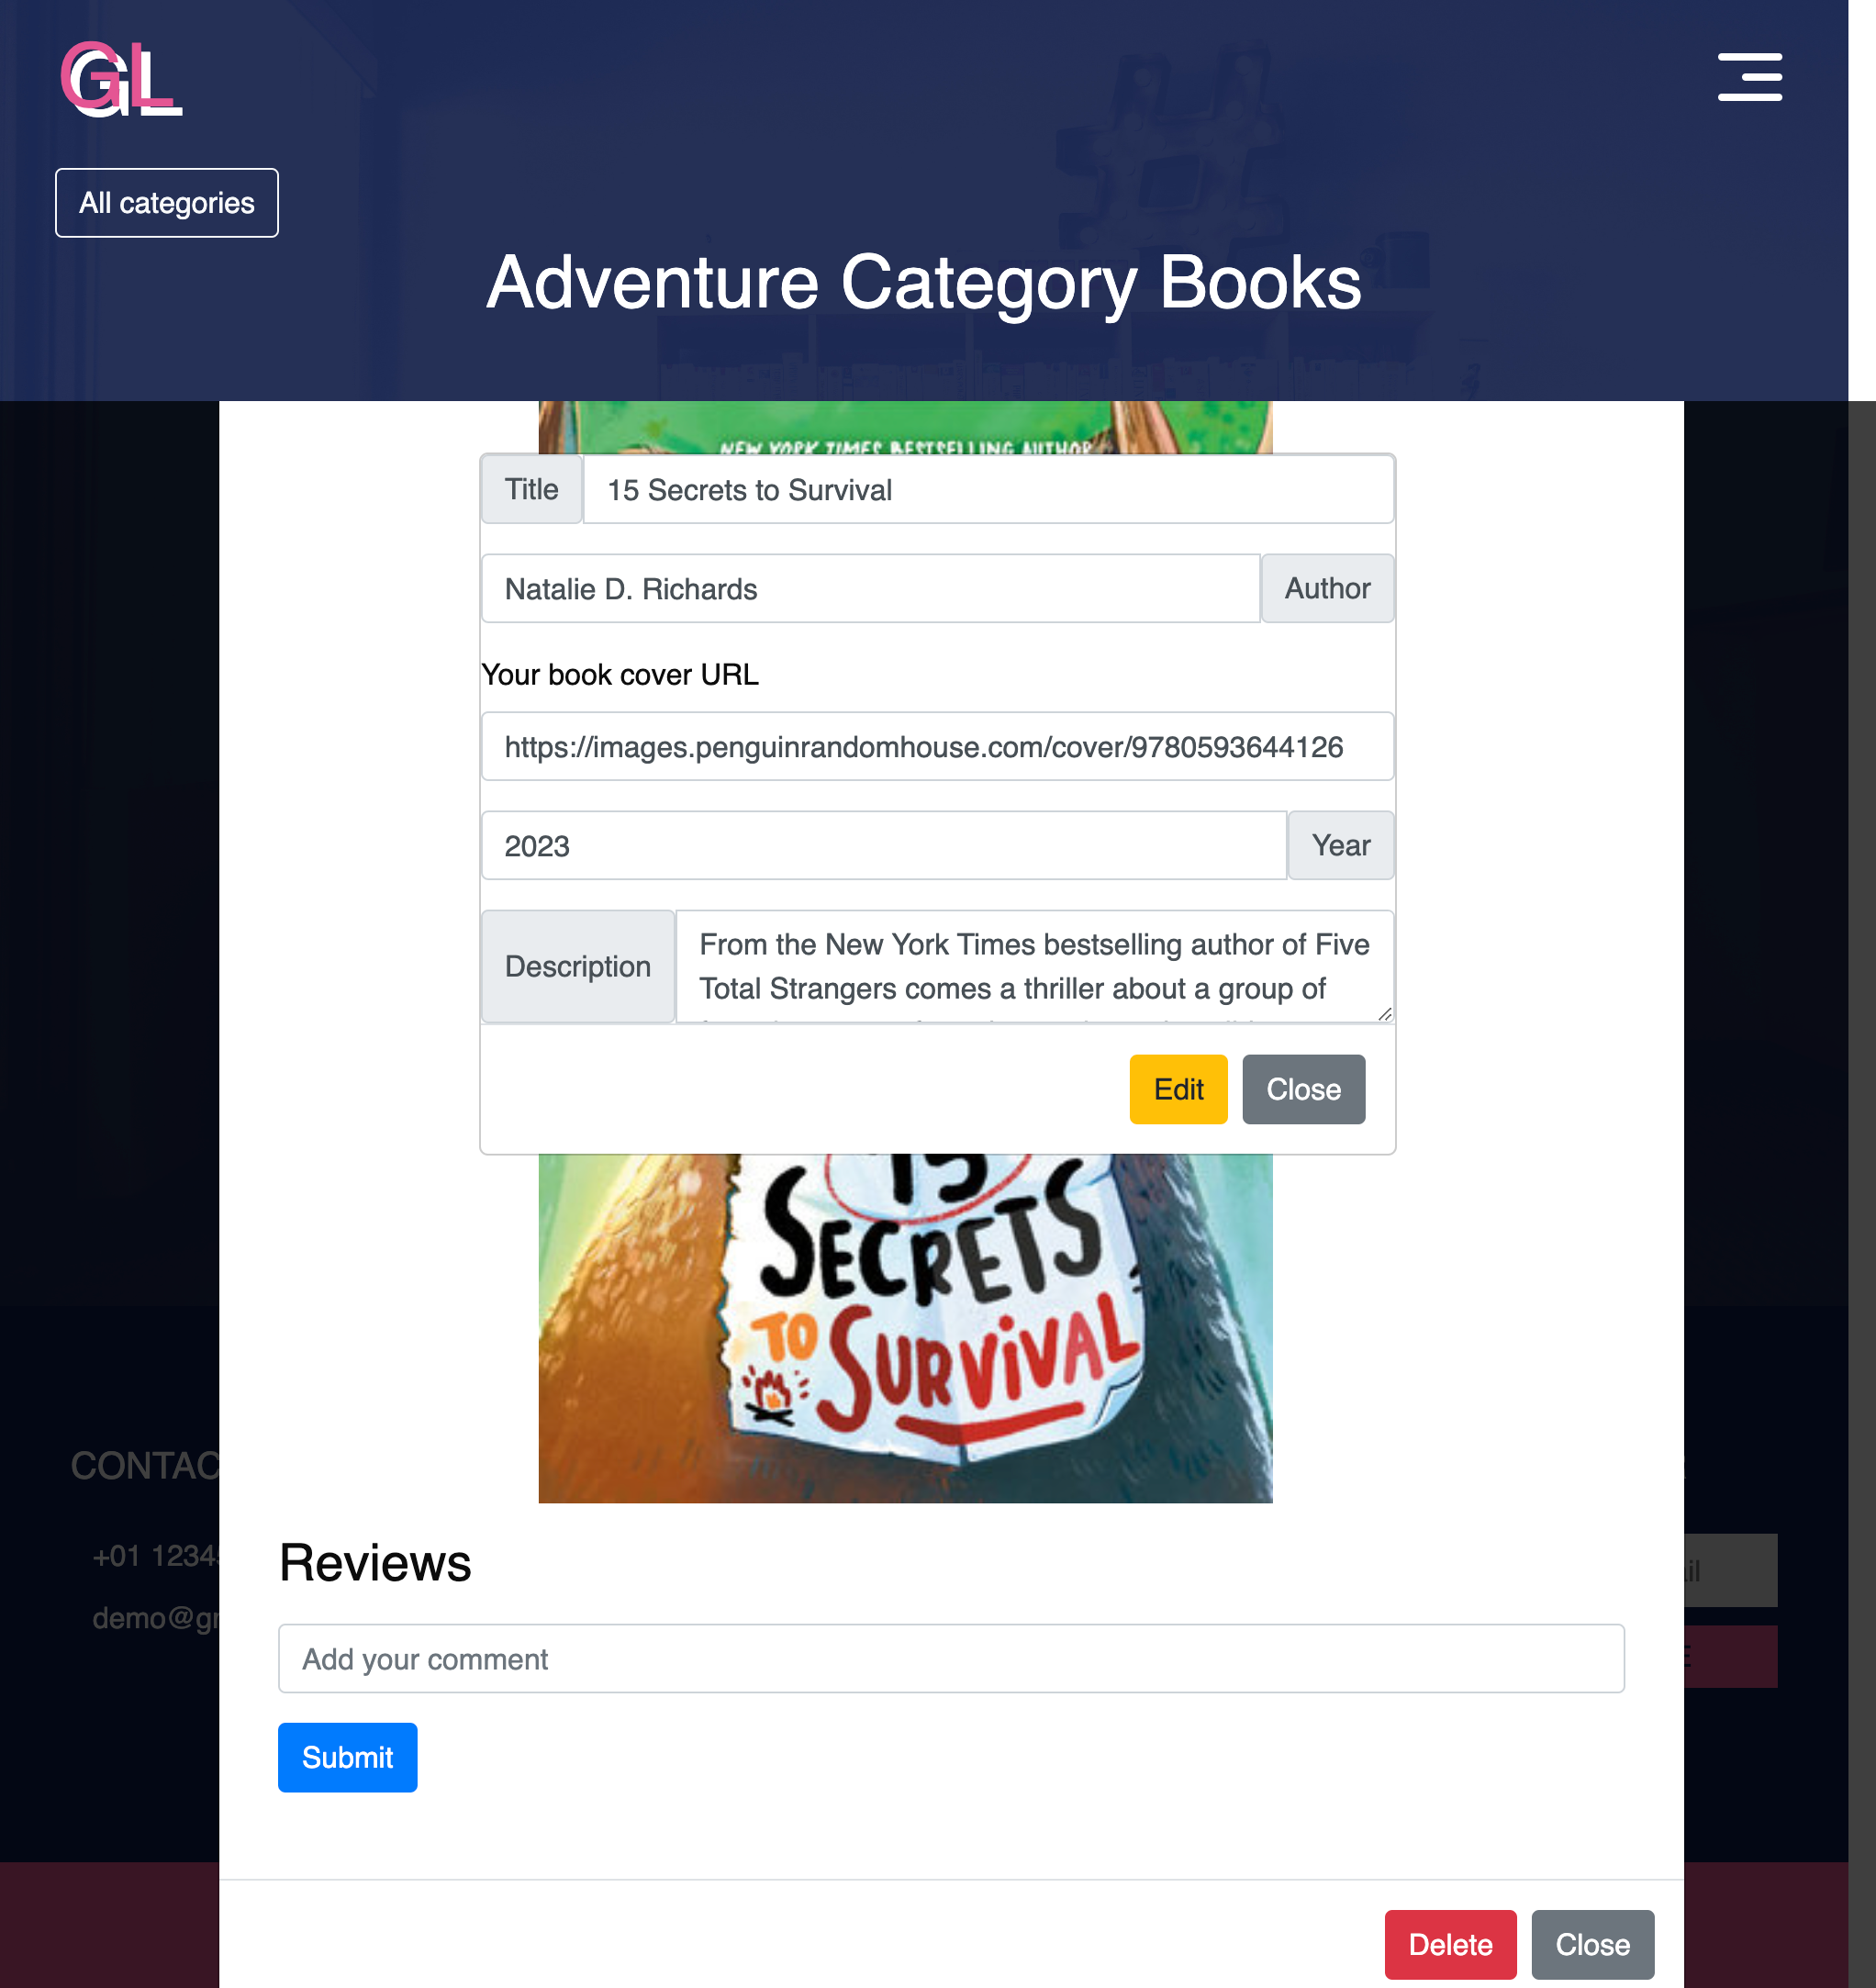 GL
All categories
Adventure Category Books
NEW YORK TIMES BESTSELLING AUTHOR
Title
15 Secrets to Survival
Natalie D. Richards
Author
Your book cover URL
https://images.penguinrandomhouse.com/cover/9780593644126
2023
Year
Description
From the New York Times bestselling author of Five
Total Strangers comes a thriller about a group of
Edit
Close
15
SECRETS
TO SURVIVAL
CONTAC
+01 1234
demo@g
il
E
Reviews
Add your comment
Submit
Delete
Close